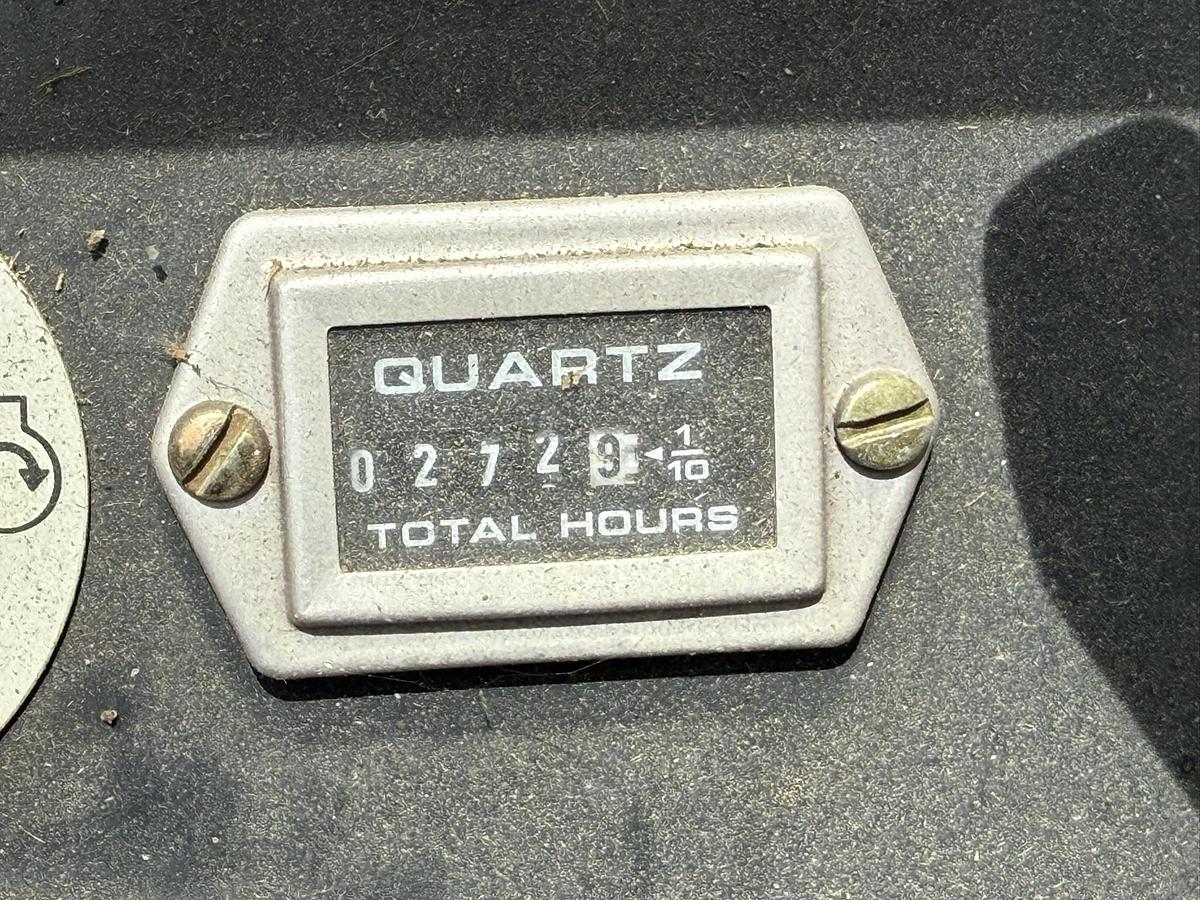 QUARTZ
0 2 7 2 9 ◄ 1/10
TOTAL HOURS